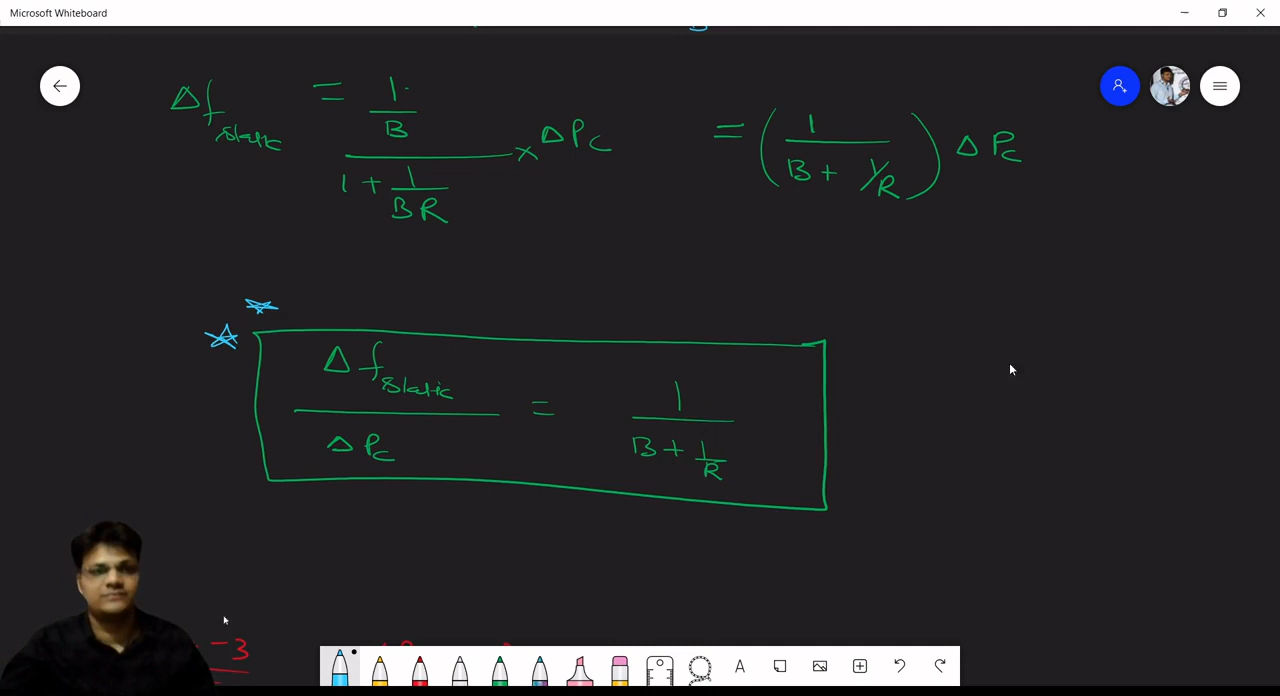 Microsoft Whiteboard
Δf_static = (1/B)/(1 + 1/(BR)) × ΔP_C = (1/(B + 1/R)) ΔP_C
Δf_static/ΔP_C = 1/(B + 1/R)
-3
A